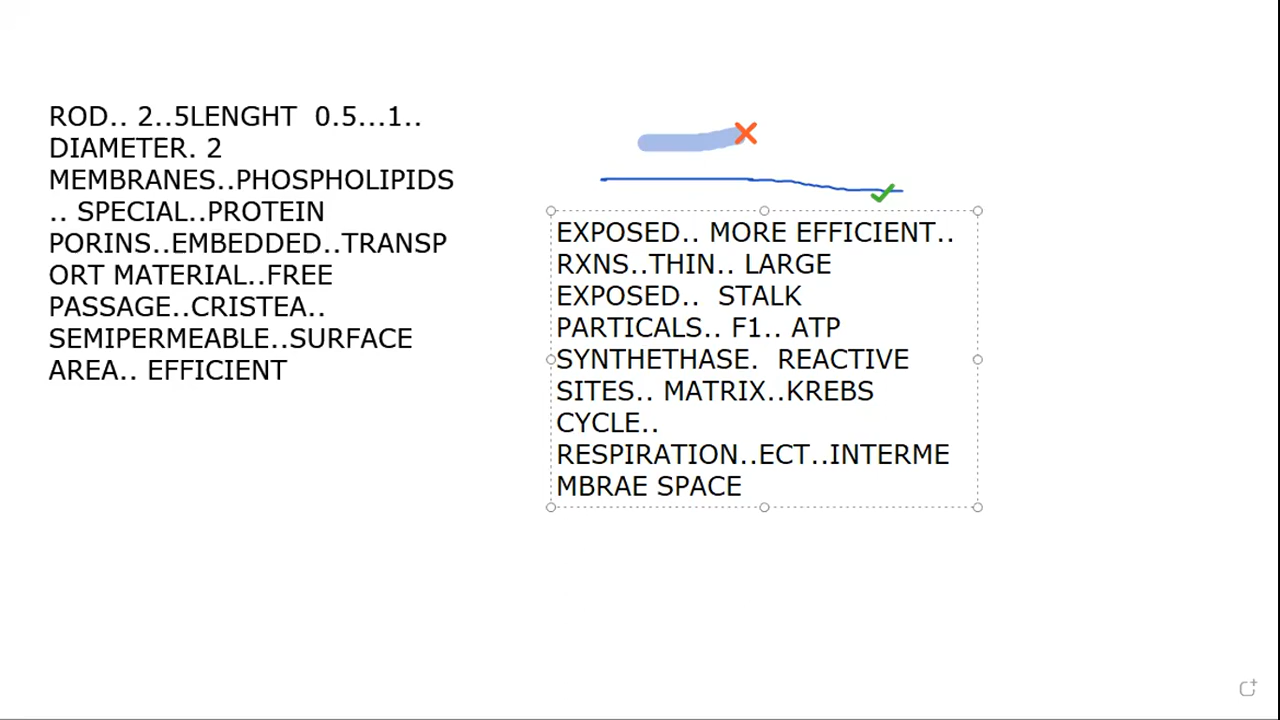 ROD.. 2..5LENGHT  0.5...1..
DIAMETER. 2
MEMBRANES..PHOSPHOLIPIDS
.. SPECIAL..PROTEIN
PORINS..EMBEDDED..TRANSP
ORT MATERIAL..FREE
PASSAGE..CRISTEA..
SEMIPERMEABLE..SURFACE
AREA.. EFFICIENT
EXPOSED.. MORE EFFICIENT..
RXNS..THIN.. LARGE
EXPOSED..  STALK
PARTICALS.. F1.. ATP
SYNTHETHASE.  REACTIVE
SITES.. MATRIX..KREBS
CYCLE..
RESPIRATION..ECT..INTERME
MBRAE SPACE